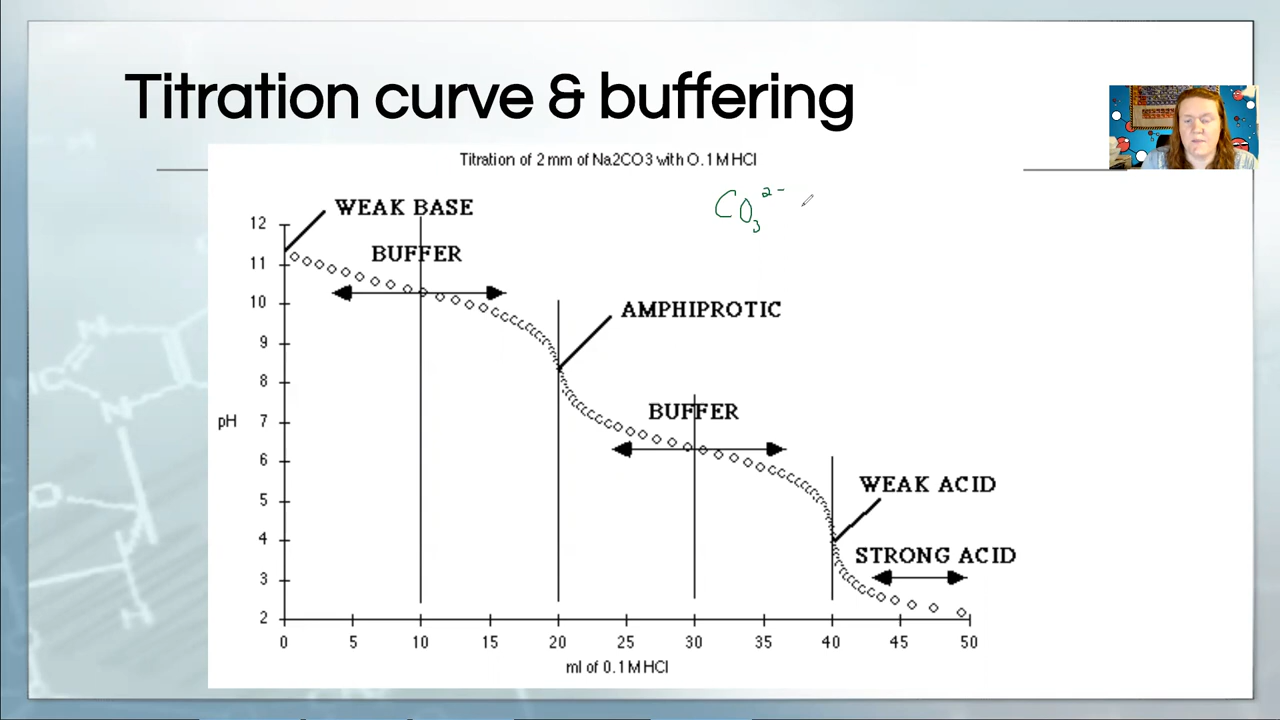 Titration curve & buffering
Titration of 2 mm of Na2CO3 with 0.1 M HCl
CO₃²⁻
WEAK BASE
BUFFER
AMPHIPROTIC
BUFFER
WEAK ACID
STRONG ACID
12
11
10
9
8
7
6
5
4
3
2
pH
0 5 10 15 20 25 30 35 40 45 50
ml of 0.1 M HCl